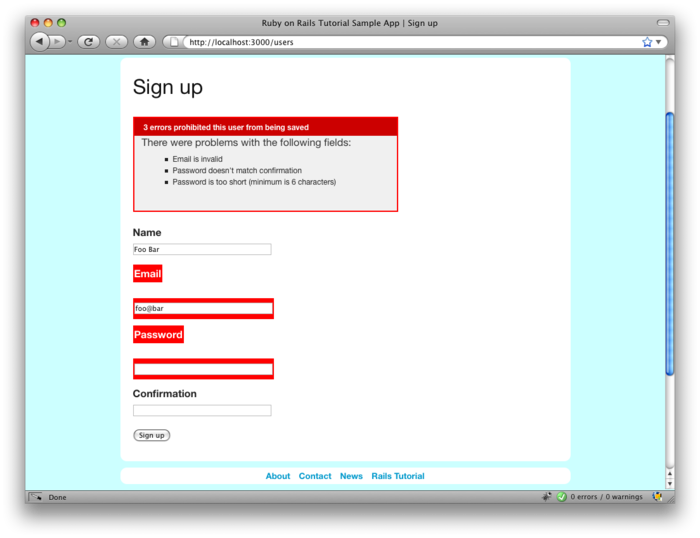 Ruby on Rails Tutorial Sample App | Sign up
http://localhost:3000/users
Sign up
3 errors prohibited this user from being saved
There were problems with the following fields:
Email is invalid
Password doesn't match confirmation
Password is too short (minimum is 6 characters)
Name
Foo Bar
Email
foo@bar
Password
Confirmation
Sign up
About Contact News Rails Tutorial
Done 0 errors / 0 warnings